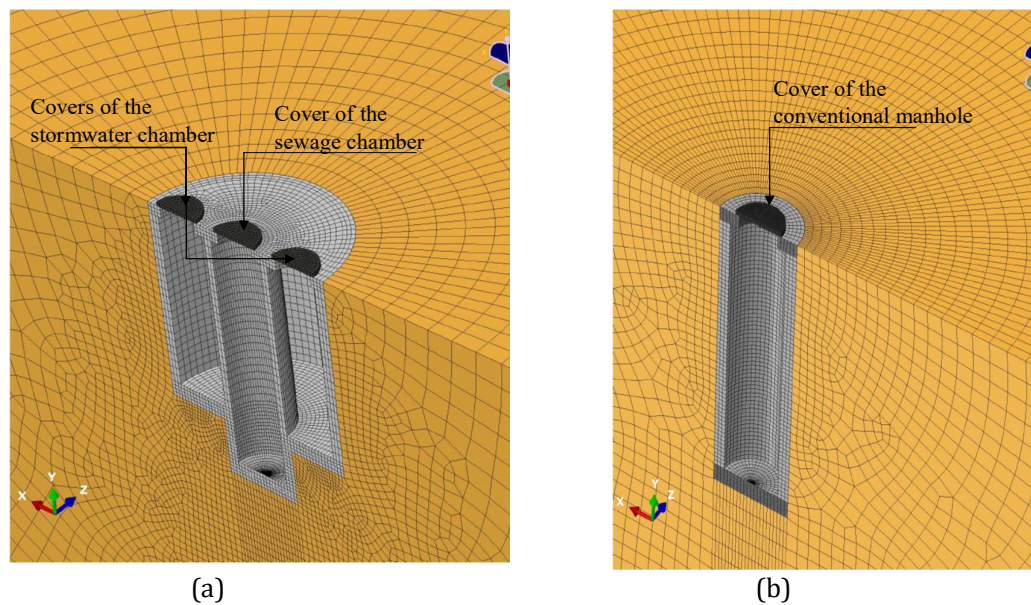 Covers of the
stormwater chamber
Cover of the
sewage chamber
Cover of the
conventional manhole
Y
X
Z
Y
X
Z
(a)
(b)